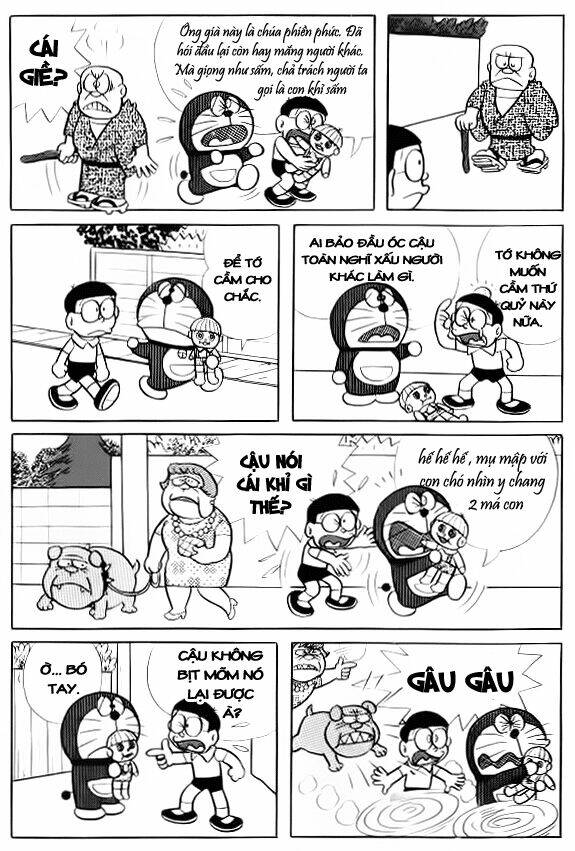 CÁI
GIỀ?
Ông già này là chúa phiền phức. Đã
hói đầu lại còn hay mắng người khác.
Mà giọng như sấm, chả trách người ta
gọi là con khỉ sấm
ĐỂ TỚ
CẦM CHO
CHẮC.
AI BẢO ĐẦU ÓC CẬU
TOÀN NGHĨ XẤU NGƯỜI
KHÁC LÀM GÌ.
TỚ KHÔNG
MUỐN
CẦM THỨ
QUỶ NÀY
NỮA.
CẬU NÓI
CÁI KHỈ GÌ
THẾ?
hế hế hế , mụ mập với
con chó nhìn y chang
2 má con
Ờ... BÓ
TAY.
CẬU KHÔNG
BỊT MỒM NÓ
LẠI ĐƯỢC
À?
GÂU GÂU